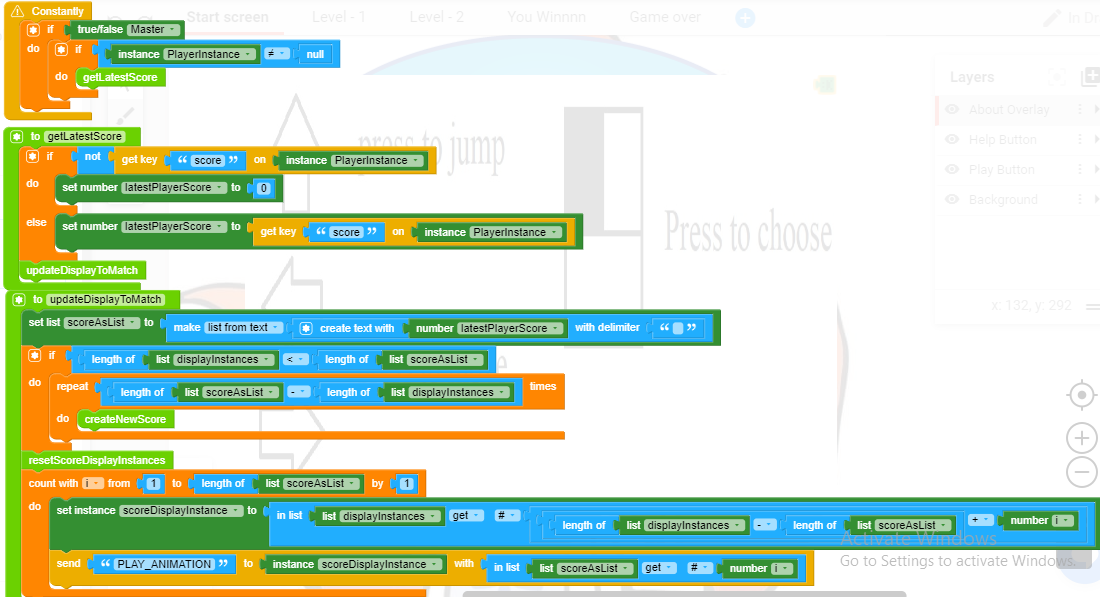 Constantly
Start screen Level - 1 Level - 2 You Winnnn Game over In Dr
if true/false Master
do if instance PlayerInstance ≠ null
do getLatestScore
Layers
About Overlay
Help Button
Play Button
Background
x: 132, y: 292
press to jump
Press to choose
to getLatestScore
if not get key “ score ” on instance PlayerInstance
do set number latestPlayerScore to 0
else set number latestPlayerScore to get key “ score ” on instance PlayerInstance
updateDisplayToMatch
to updateDisplayToMatch
set list scoreAsList to make list from text create text with number latestPlayerScore with delimiter “ ”
if length of list displayInstances < length of list scoreAsList
do repeat length of list scoreAsList - length of list displayInstances times
do createNewScore
resetScoreDisplayInstances
count with i from 1 to length of list scoreAsList by 1
do set instance scoreDisplayInstance to in list list displayInstances get # length of list displayInstances - length of list scoreAsList + number i
send “ PLAY_ANIMATION ” to instance scoreDisplayInstance with in list list scoreAsList get # number i
Activate Windows
Go to Settings to activate Windows.